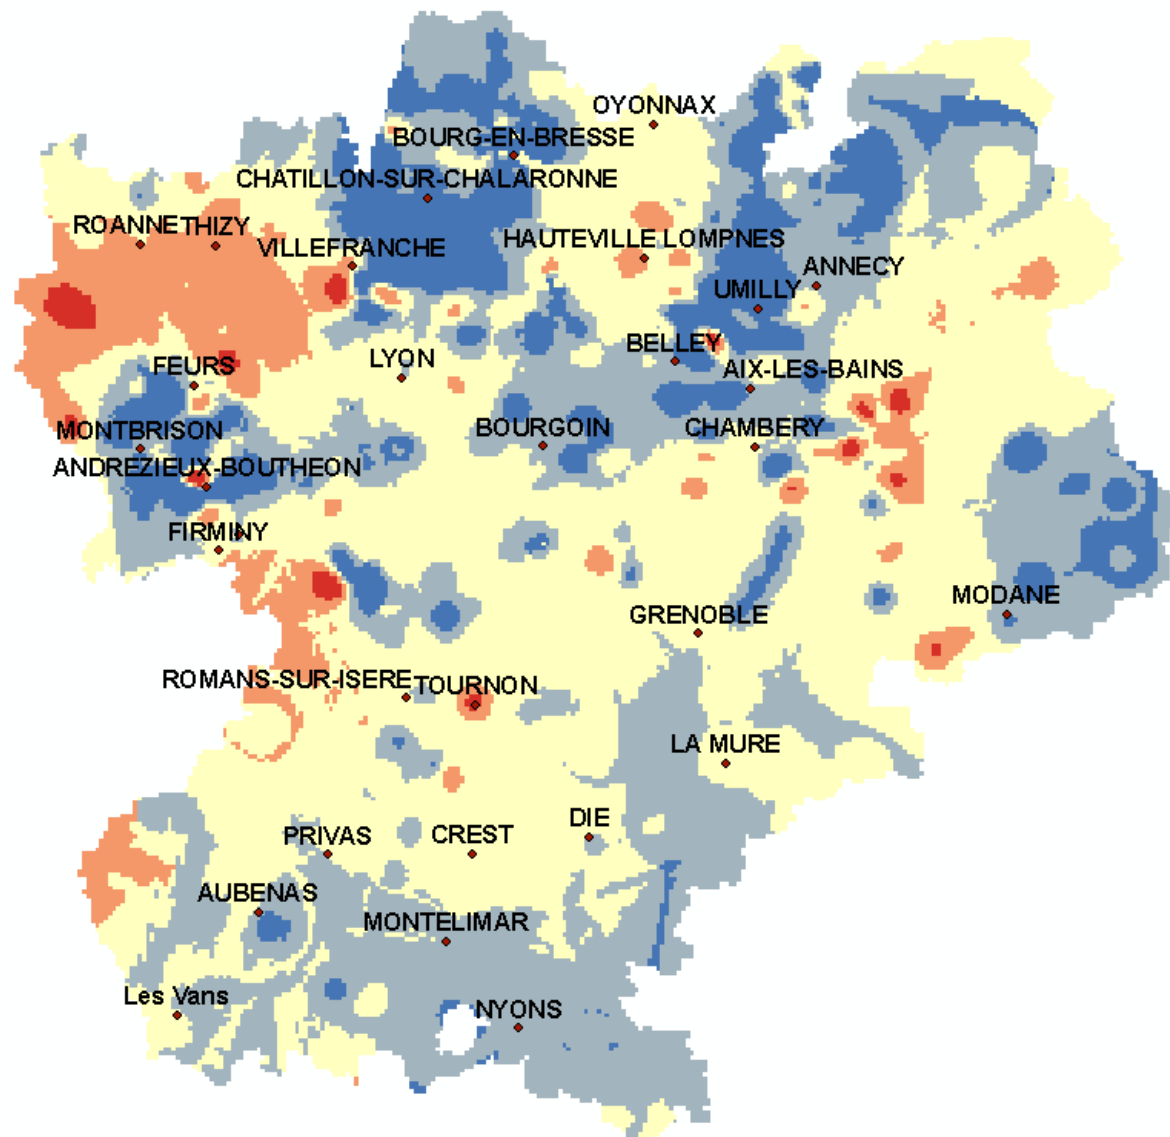 OYONNAX
BOURG-EN-BRESSE
CHATILLON-SUR-CHALARONNE
ROANNE THIZY
VILLEFRANCHE
HAUTEVILLE LOMPNES
ANNECY
UMILLY
BELLEY
LYON
FEURS
AIX-LES-BAINS
MONTBRISON
BOURGOIN
CHAMBERY
ANDREZIEUX-BOUTHEON
FIRMINY
MODANE
GRENOBLE
ROMANS-SUR-ISERE TOURNON
LA MURE
DIE
PRIVAS
CREST
AUBENAS
MONTELIMAR
Les Vans
NYONS